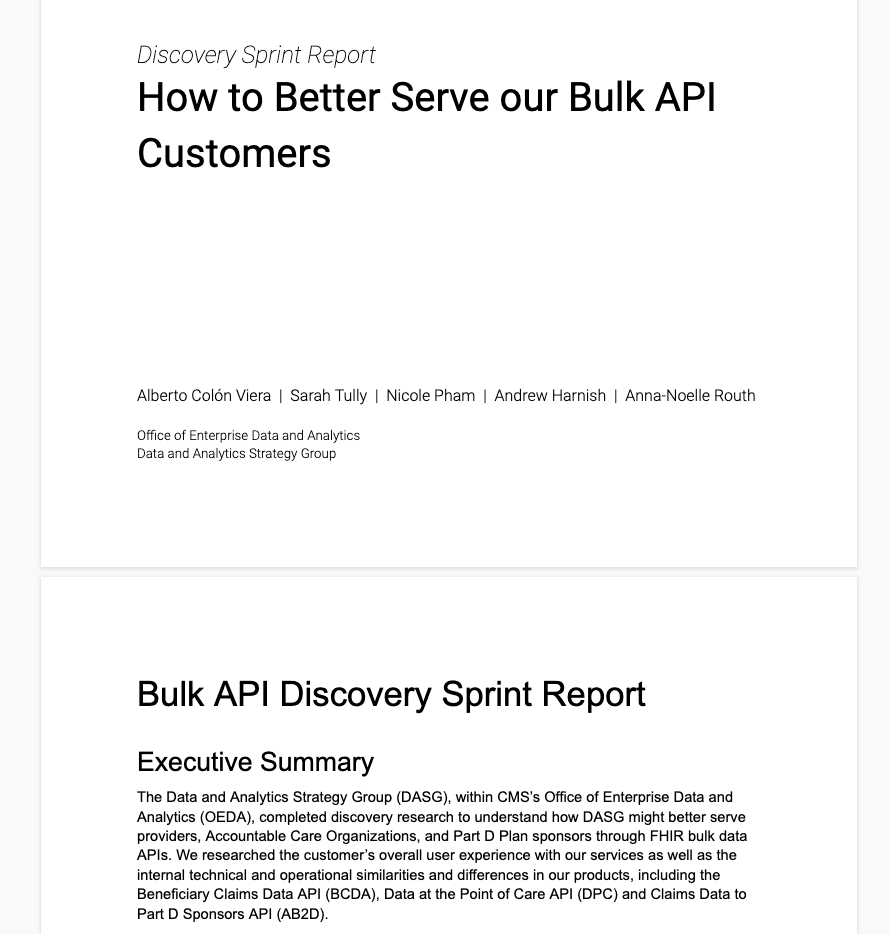 Discovery Sprint Report
How to Better Serve our Bulk API
Customers
Alberto Colón Viera | Sarah Tully | Nicole Pham | Andrew Harnish | Anna-Noelle Routh
Office of Enterprise Data and Analytics
Data and Analytics Strategy Group
Bulk API Discovery Sprint Report
Executive Summary
The Data and Analytics Strategy Group (DASG), within CMS’s Office of Enterprise Data and
Analytics (OEDA), completed discovery research to understand how DASG might better serve
providers, Accountable Care Organizations, and Part D Plan sponsors through FHIR bulk data
APIs. We researched the customer’s overall user experience with our services as well as the
internal technical and operational similarities and differences in our products, including the
Beneficiary Claims Data API (BCDA), Data at the Point of Care API (DPC) and Claims Data to
Part D Sponsors API (AB2D).